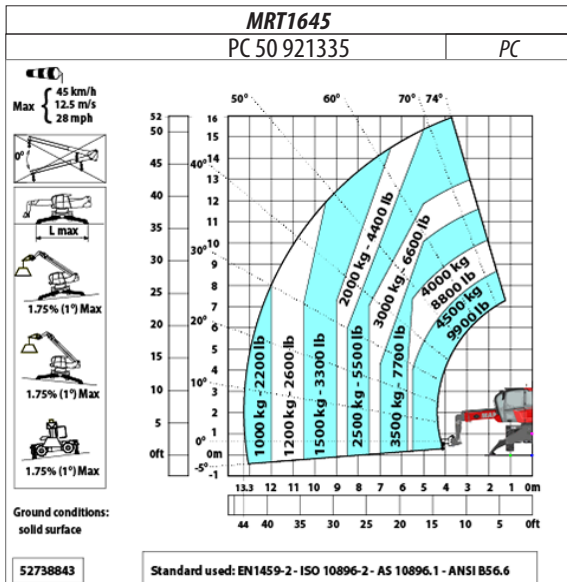 MRT1645
PC 50 921335
PC
Max { 45 km/h
12.5 m/s
28 mph
0°
L max
1.75% (1°) Max
1.75% (1°) Max
1.75% (1°) Max
Ground conditions:
solid surface
52738843
50° 60° 70° 74°
40°
30°
20°
10°
0°
-5°
52
50
45
40
35
30
25
20
15
10
5
0ft
16
15
14
13
12
11
10
9
8
7
6
5
4
3
2
1
0m
-1
1000 kg - 2200 lb
1200 kg - 2600 lb
1500 kg - 3300 lb
2000 kg - 4400 lb
2500 kg - 5500 lb
3000 kg - 6600 lb
3500 kg - 7700 lb
4000 kg
8800 lb
4500 kg
9900 lb
13.3 12 11 10 9 8 7 6 5 4 3 2 1 0m
44 40 35 30 25 20 15 10 5 0ft
Standard used: EN1459-2 - ISO 10896-2 - AS 10896.1 - ANSI B56.6